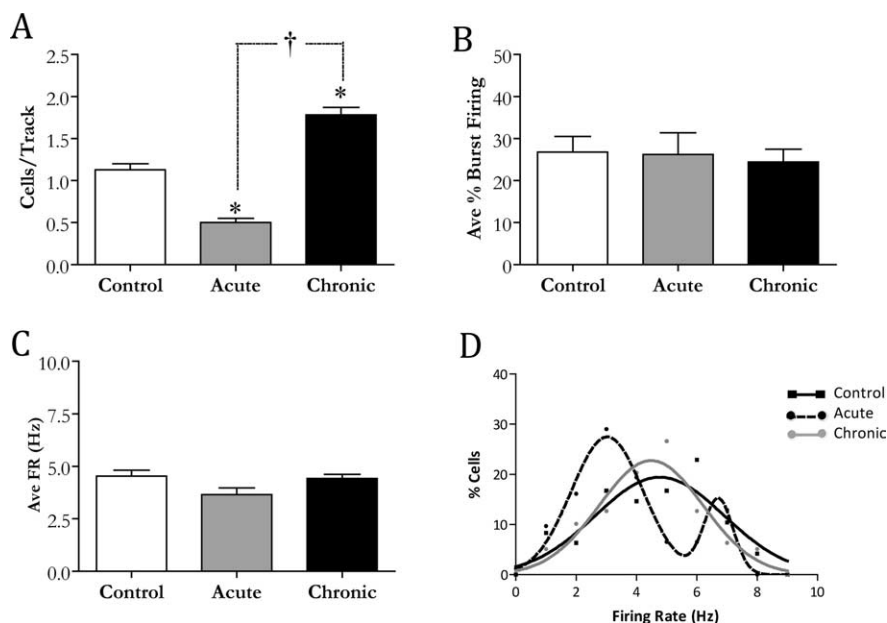 A
2.5
2.0
1.5
1.0
0.5
0.0
Cells/Track
†
*
*
Control Acute Chronic
B
50
40
30
20
10
0
Ave % Burst Firing
Control Acute Chronic
C
10.0
7.5
5.0
2.5
0.0
Ave FR (Hz)
Control Acute Chronic
D
40
30
20
10
0
% Cells
0 2 4 6 8 10
Firing Rate (Hz)
Control
Acute
Chronic